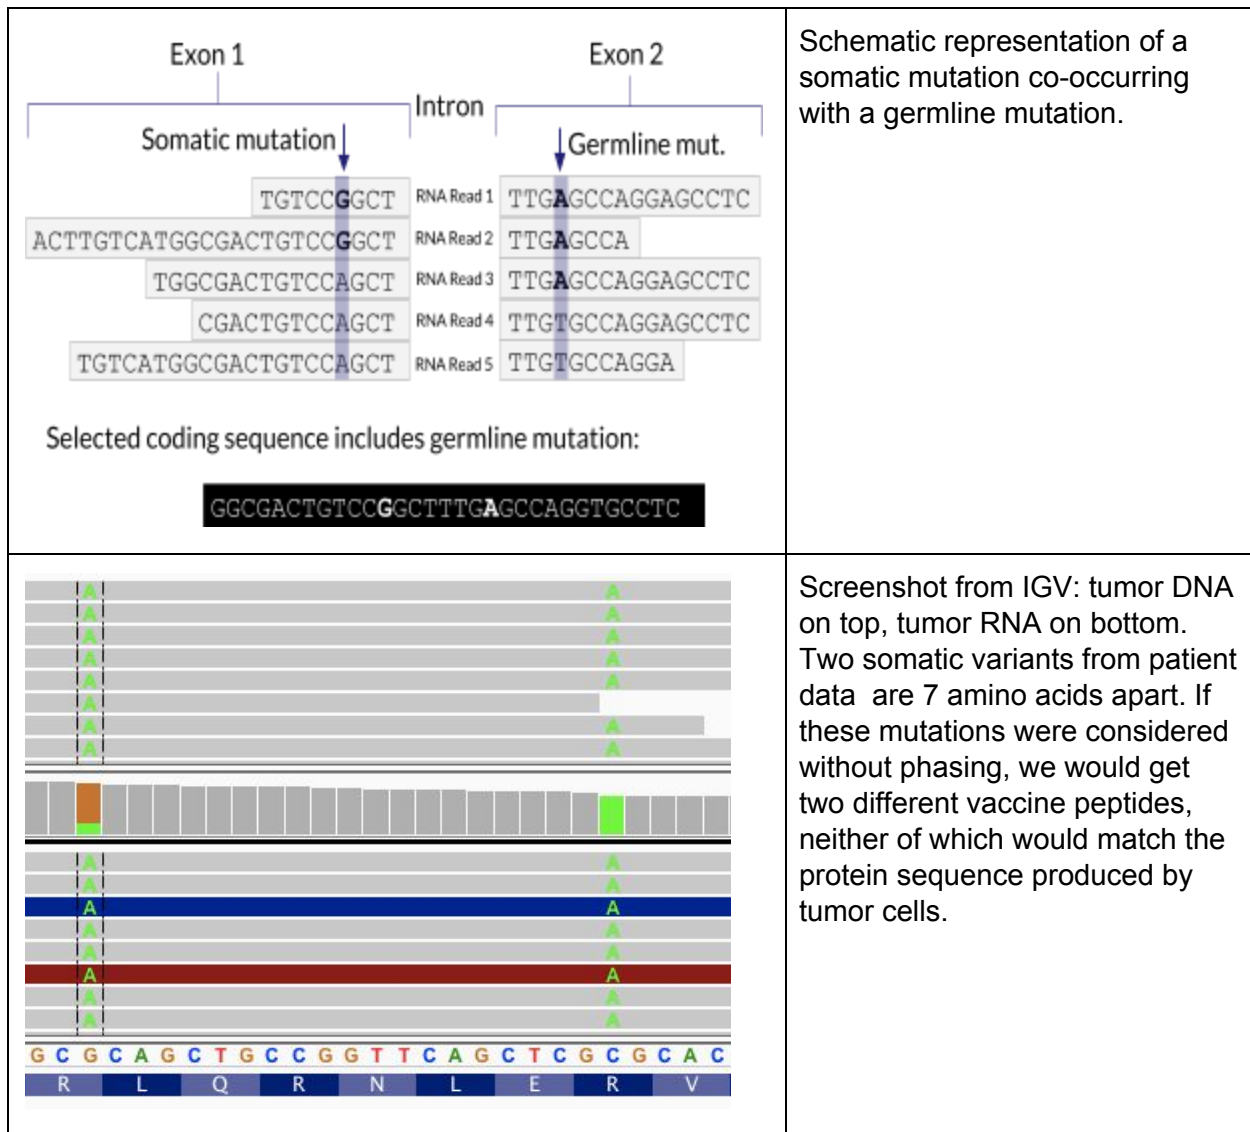 Exon 1
Exon 2
Intron
Somatic mutation
Germline mut.
TGTCCGGCT RNA Read 1 TTGAGCCAGGAGCCTC
ACTTGTCATGGCGACTGTCCGGCT RNA Read 2 TTGAGCCA
TGGCGACTGTCCAGCT RNA Read 3 TTGAGCCAGGAGCCTC
CGACTGTCCAGCT RNA Read 4 TTGTGCCAGGAGCCTC
TGTCATGGCGACTGTCCAGCT RNA Read 5 TTGTGCCAGGA
Selected coding sequence includes germline mutation:
GGCGACTGTCCGGCTTTGAGCCAGGTGCCTC
Schematic representation of a
somatic mutation co-occurring
with a germline mutation.
A A
A A
A A
A A
A A
A
A A
A A
A A
A A
A A
A A
A A
A A
A A
A A
G C G C A G C T G C C G G T T C A G C T C G C G C A C
R L Q R N L E R V
Screenshot from IGV: tumor DNA
on top, tumor RNA on bottom.
Two somatic variants from patient
data are 7 amino acids apart. If
these mutations were considered
without phasing, we would get
two different vaccine peptides,
neither of which would match the
protein sequence produced by
tumor cells.